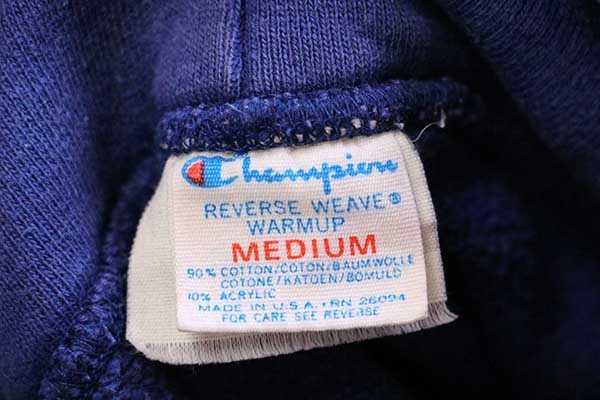 Champion
REVERSE WEAVE®
WARMUP
MEDIUM
90% COTTON/COTON/BAUMWOLLE
COTONE/KATOEN/BOMULD
10% ACRYLIC
MADE IN U.S.A. • RN 26094
FOR CARE SEE REVERSE